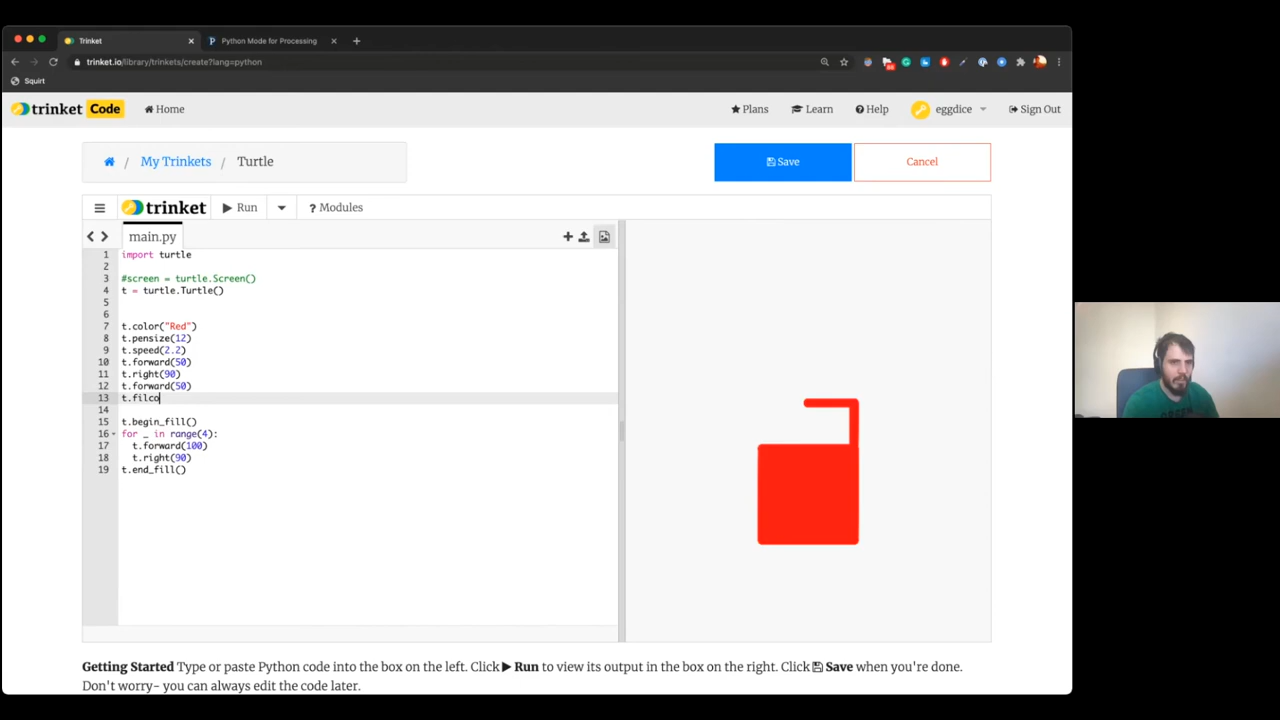 Trinket
Python Mode for Processing
trinket.io/library/trinkets/create?lang=python
Squirt
trinket Code
Home
Plans
Learn
Help
eggdice
Sign Out
/ My Trinkets / Turtle
Save
Cancel
trinket
Run
? Modules
main.py
1 import turtle
2
3 #screen = turtle.Screen()
4 t = turtle.Turtle()
5
6
7 t.color("Red")
8 t.pensize(12)
9 t.speed(2.2)
10 t.forward(50)
11 t.right(90)
12 t.forward(50)
13 t.filco
14
15 t.begin_fill()
16 for _ in range(4):
17 t.forward(100)
18 t.right(90)
19 t.end_fill()
Getting Started Type or paste Python code into the box on the left. Click Run to view its output in the box on the right. Click Save when you're done.
Don't worry- you can always edit the code later.